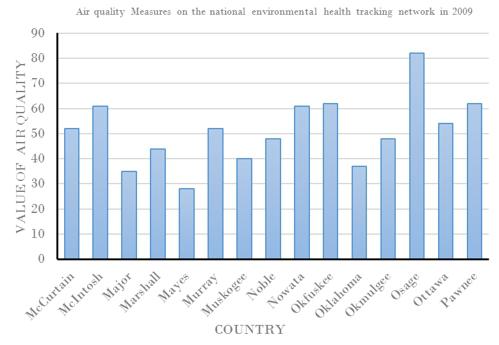 Air quality Measures on the national environmental health tracking network in 2009
90
80
70
60
50
40
30
20
10
0
VALUE OF AIR QUALITY
McCurtain
McIntosh
Major
Marshall
Mayes
Murray
Muskogee
Noble
Nowata
Okfuskee
Oklahoma
Okmulgee
Osage
Ottawa
Pawnee
COUNTRY